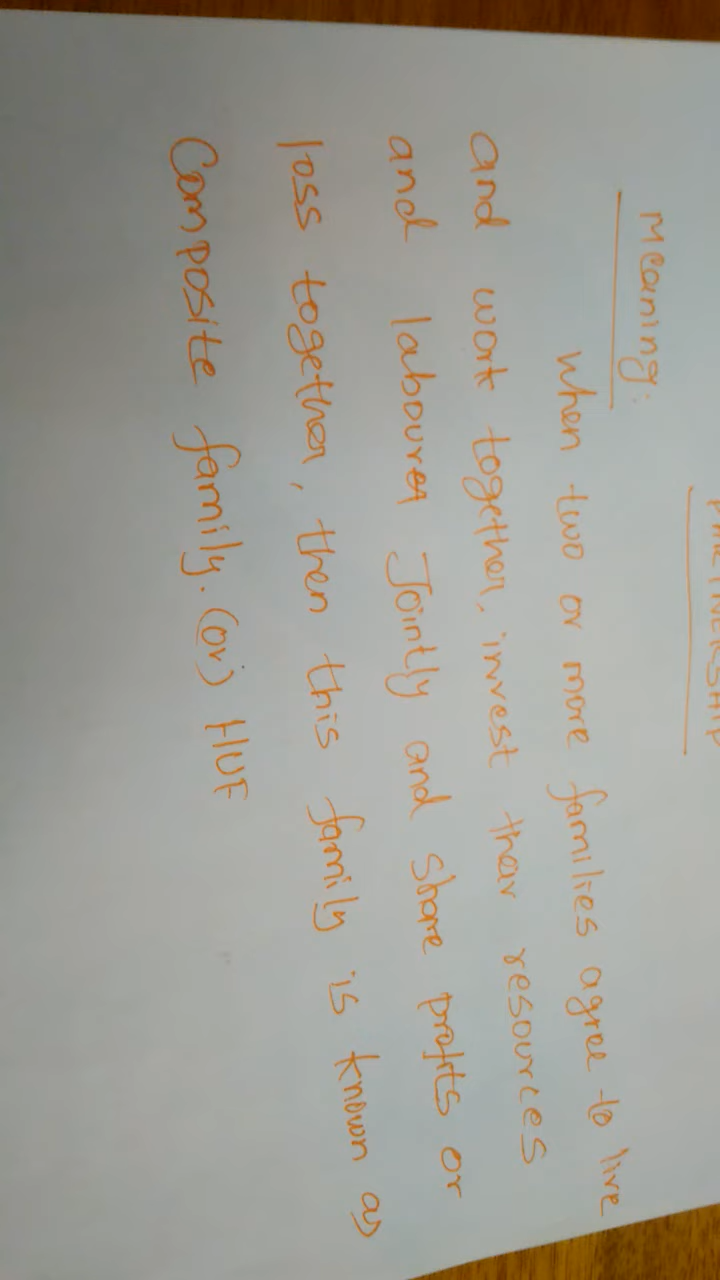 Meaning:
When two or more families agree to live
and work together, invest their resources
and labourer Jointly and share profits or
loss together, then this family is known as
Composite family. (or) HUF